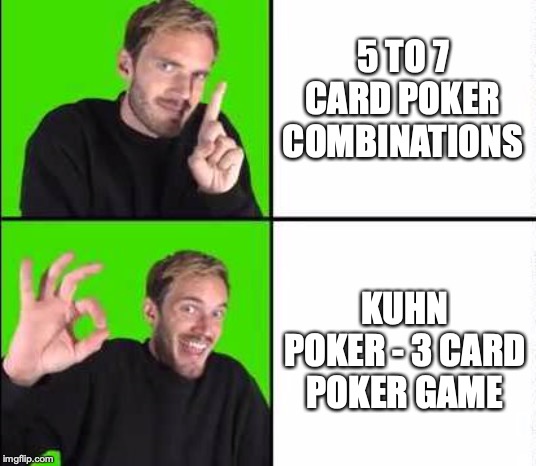 5 TO 7
CARD POKER
COMBINATIONS
KUHN
POKER - 3 CARD
POKER GAME
imgflip.com